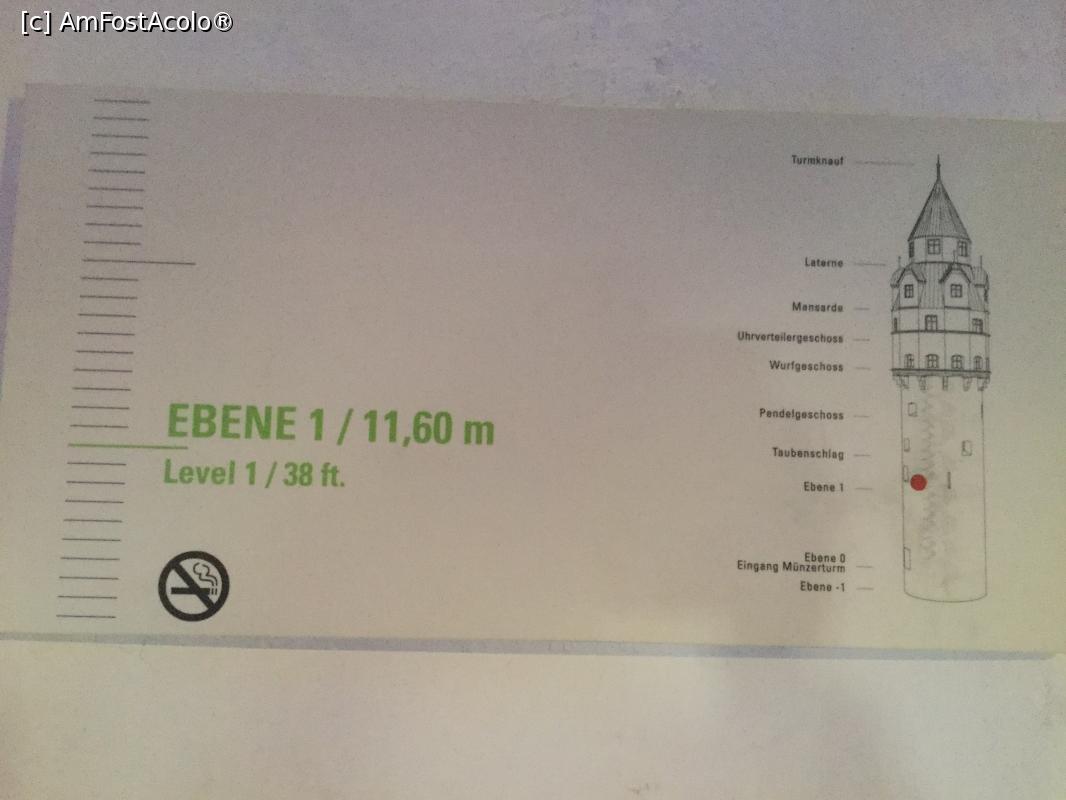 [c] AmFostAcolo®
EBENE 1 / 11,60 m
Level 1 / 38 ft.
Turmknauf
Laterne
Mansarde
Uhrverteilergeschoss
Wurfgeschoss
Pendelgeschoss
Taubenschlag
Ebene 1
Ebene 0
Eingang Münzerturm
Ebene -1